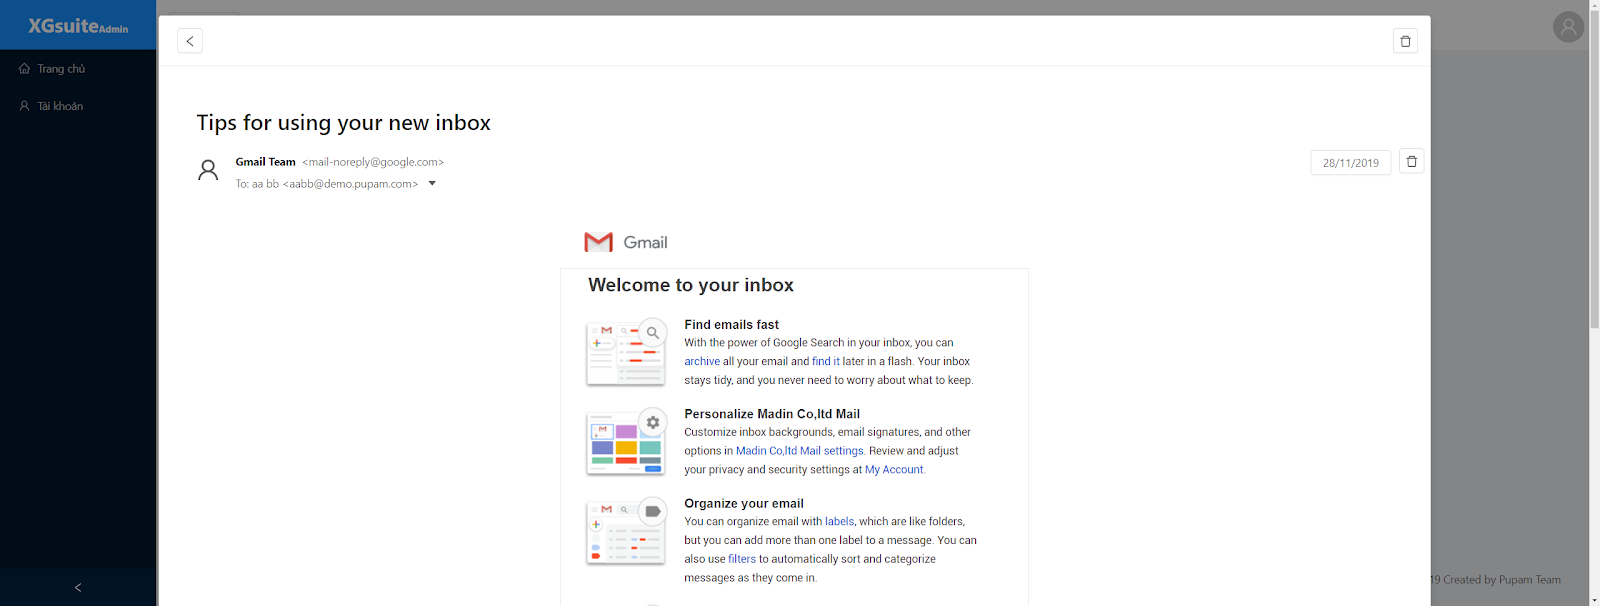 XGsuiteAdmin
Trang chủ
Tài khoản
Tips for using your new inbox
Gmail Team <mail-noreply@google.com>
28/11/2019
To: aa bb <aabb@demo.pupam.com>
Gmail
Welcome to your inbox
Find emails fast
With the power of Google Search in your inbox, you can
archive all your email and find it later in a flash. Your inbox
stays tidy, and you never need to worry about what to keep.
Personalize Madin Co,ltd Mail
Customize inbox backgrounds, email signatures, and other
options in Madin Co,ltd Mail settings. Review and adjust
your privacy and security settings at My Account.
Organize your email
You can organize email with labels, which are like folders,
but you can add more than one label to a message. You can
also use filters to automatically sort and categorize
messages as they come in.
19 Created by Pupam Team